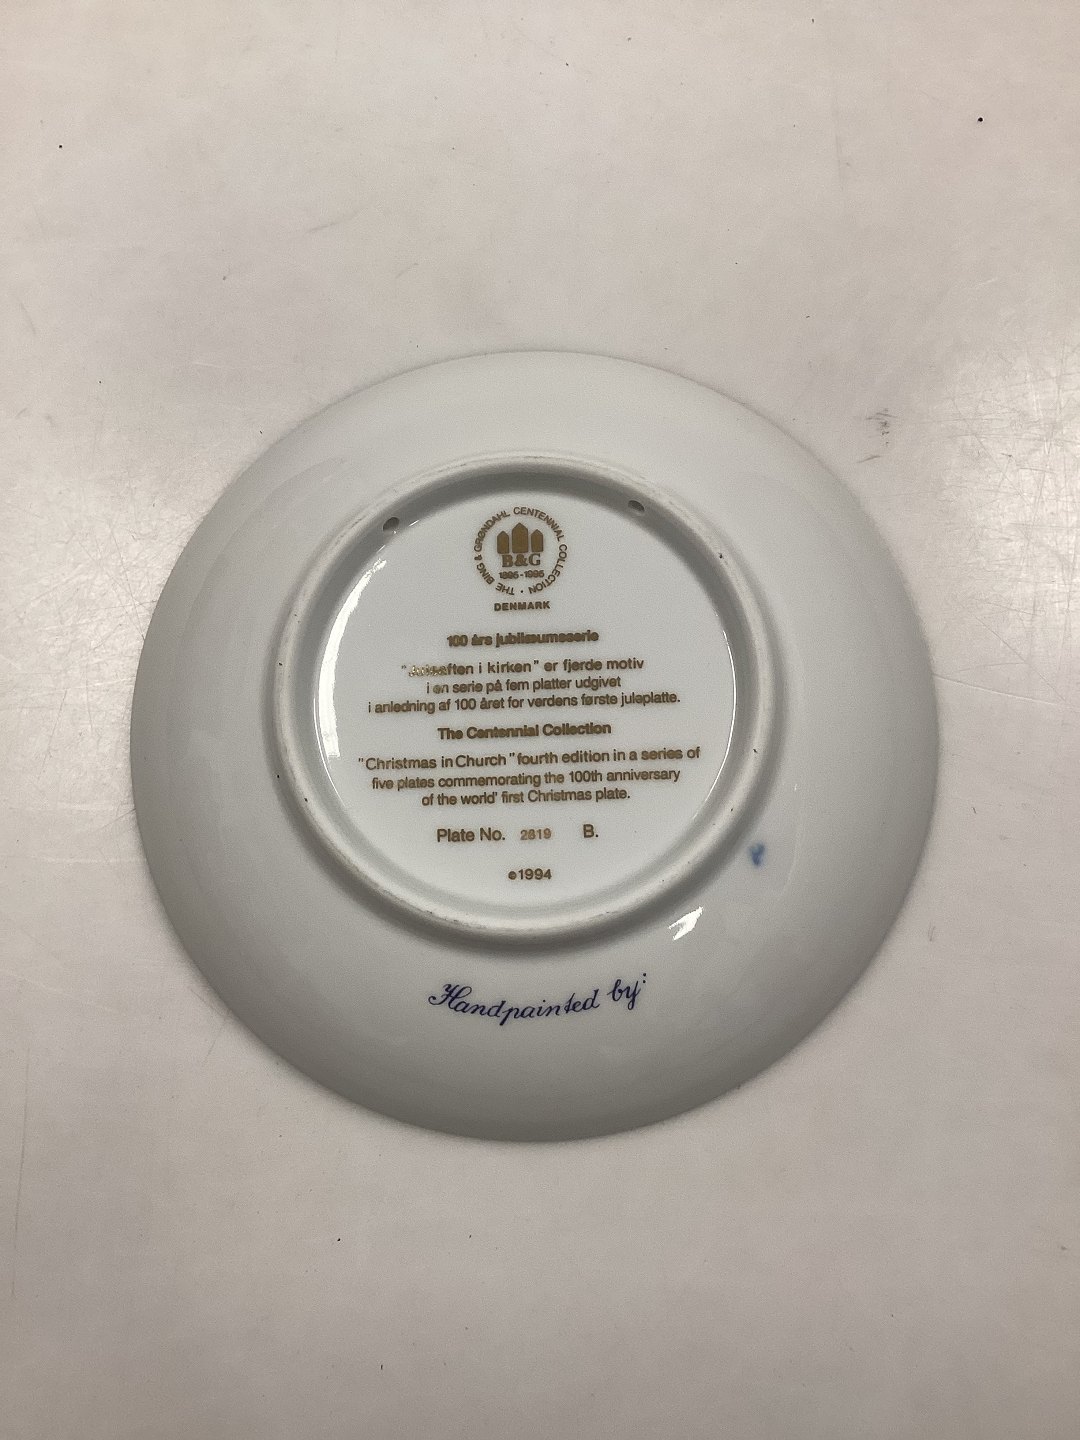 THE BING & GRØNDAHL CENTENNIAL COLLECTION ·
B&G
1895-1995
DENMARK
100 års jubilæumsserie
"Juleaften i kirken" er fjerde motiv
i en serie på fem platter udgivet
i anledning af 100 året for verdens første juleplatte.
The Centennial Collection
"Christmas in Church" fourth edition in a series of
five plates commemorating the 100th anniversary
of the world' first Christmas plate.
Plate No. 2819 B.
©1994
Handpainted by: